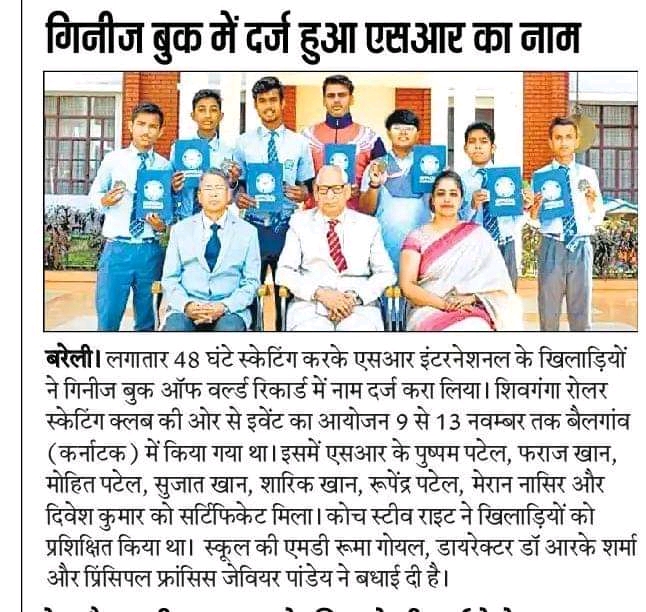 गिनीज बुक में दर्ज हुआ एसआर का नाम
बरेली। लगातार 48 घंटे स्केटिंग करके एसआर इंटरनेशनल के खिलाड़ियों
ने गिनीज बुक ऑफ वर्ल्ड रिकार्ड में नाम दर्ज करा लिया। शिवगंगा रोलर
स्केटिंग क्लब की ओर से इवेंट का आयोजन 9 से 13 नवम्बर तक बैलगांव
(कर्नाटक) में किया गया था। इसमें एसआर के पुष्पम पटेल, फराज खान,
मोहित पटेल, सुजात खान, शारिक खान, रूपेंद्र पटेल, मेरान नासिर और
दिवेश कुमार को सर्टिफिकेट मिला। कोच स्टीव राइट ने खिलाड़ियों को
प्रशिक्षित किया था। स्कूल की एमडी रूमा गोयल, डायरेक्टर डॉ आरके शर्मा
और प्रिंसिपल फ्रांसिस जेवियर पांडेय ने बधाई दी है।